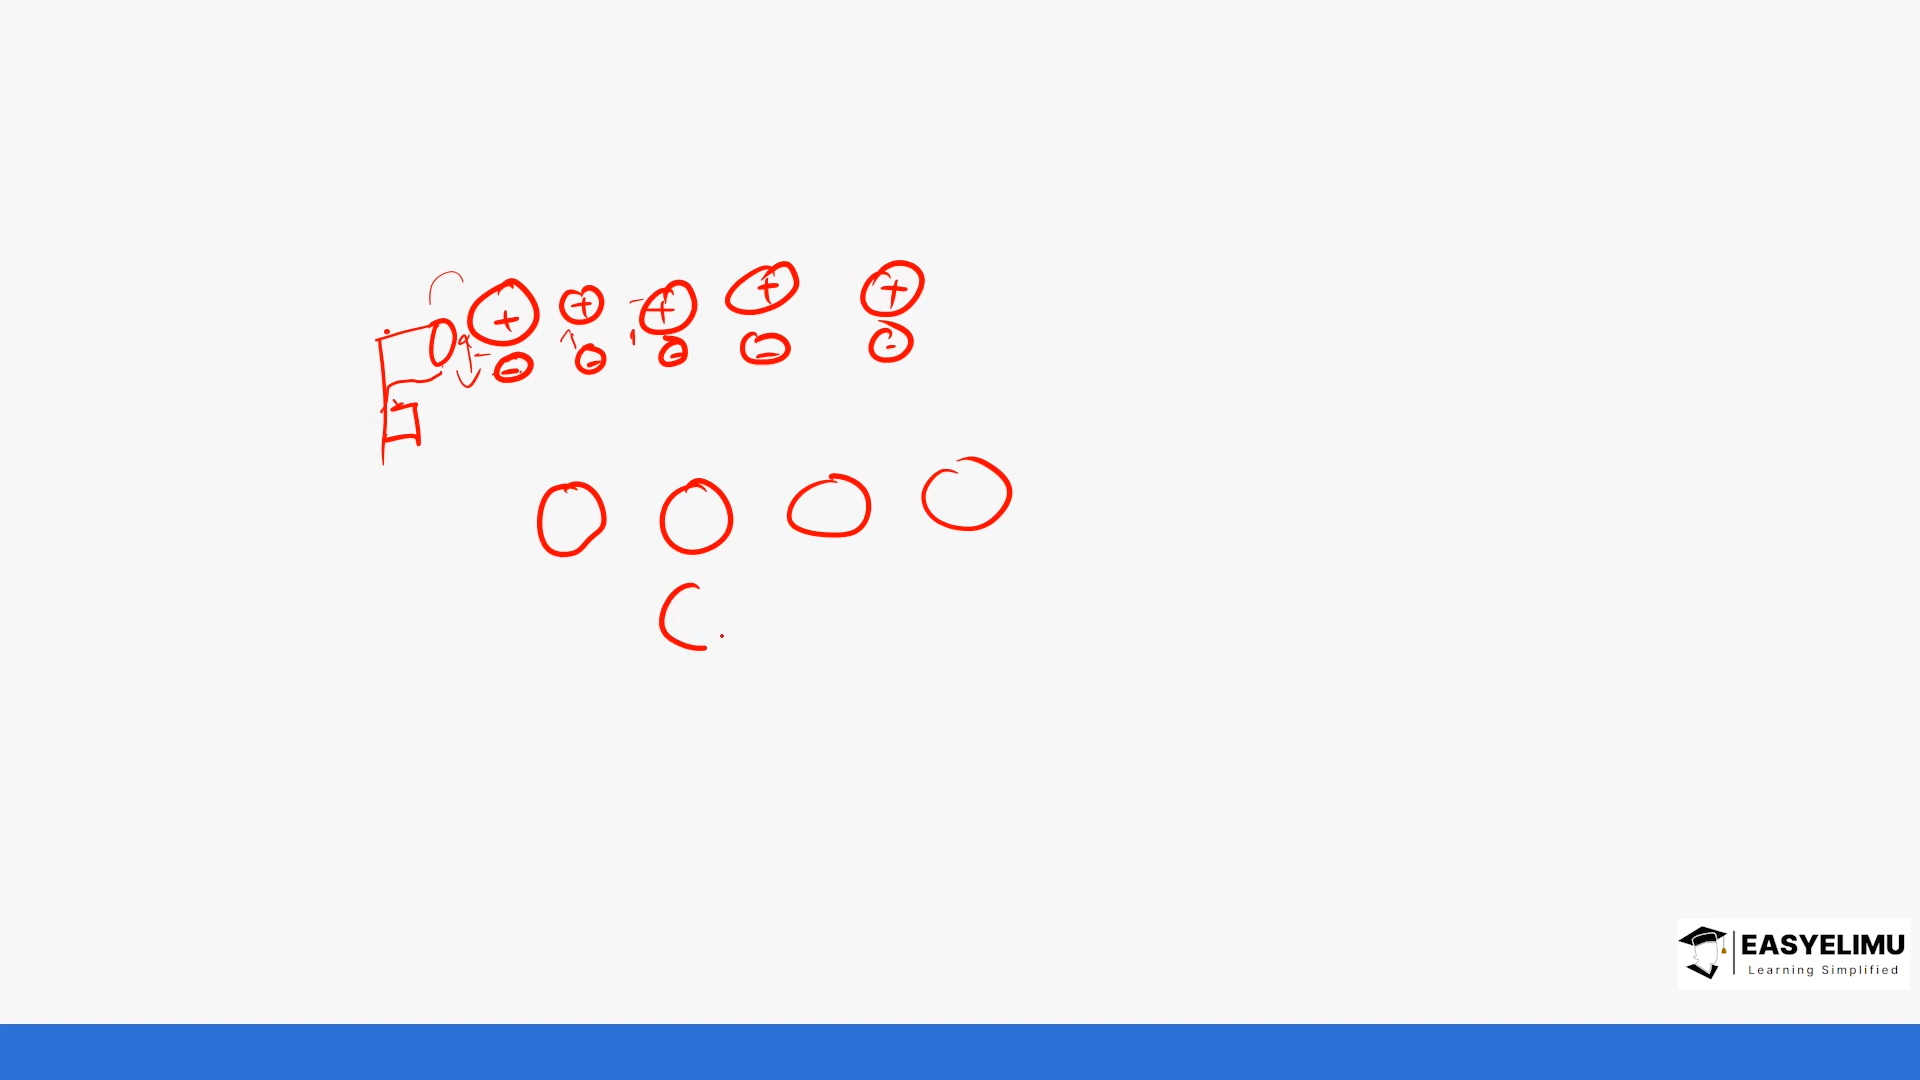 + + + + +
- - - - -
EASYELIMU
Learning Simplified